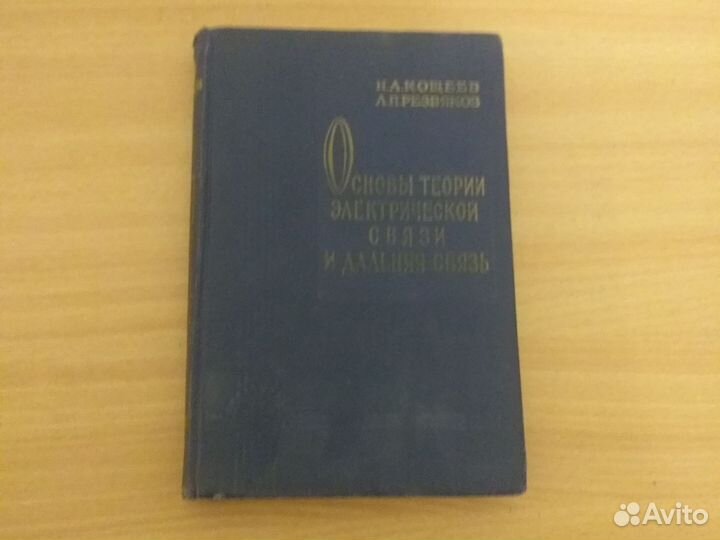 И.А.КОЩЕЕВ
А.П.РЕЗВЯКОВ
ОСНОВЫ ТЕОРИИ
ЭЛЕКТРИЧЕСКОЙ
СВЯЗИ
И ДАЛЬНЯЯ СВЯЗЬ
Avito